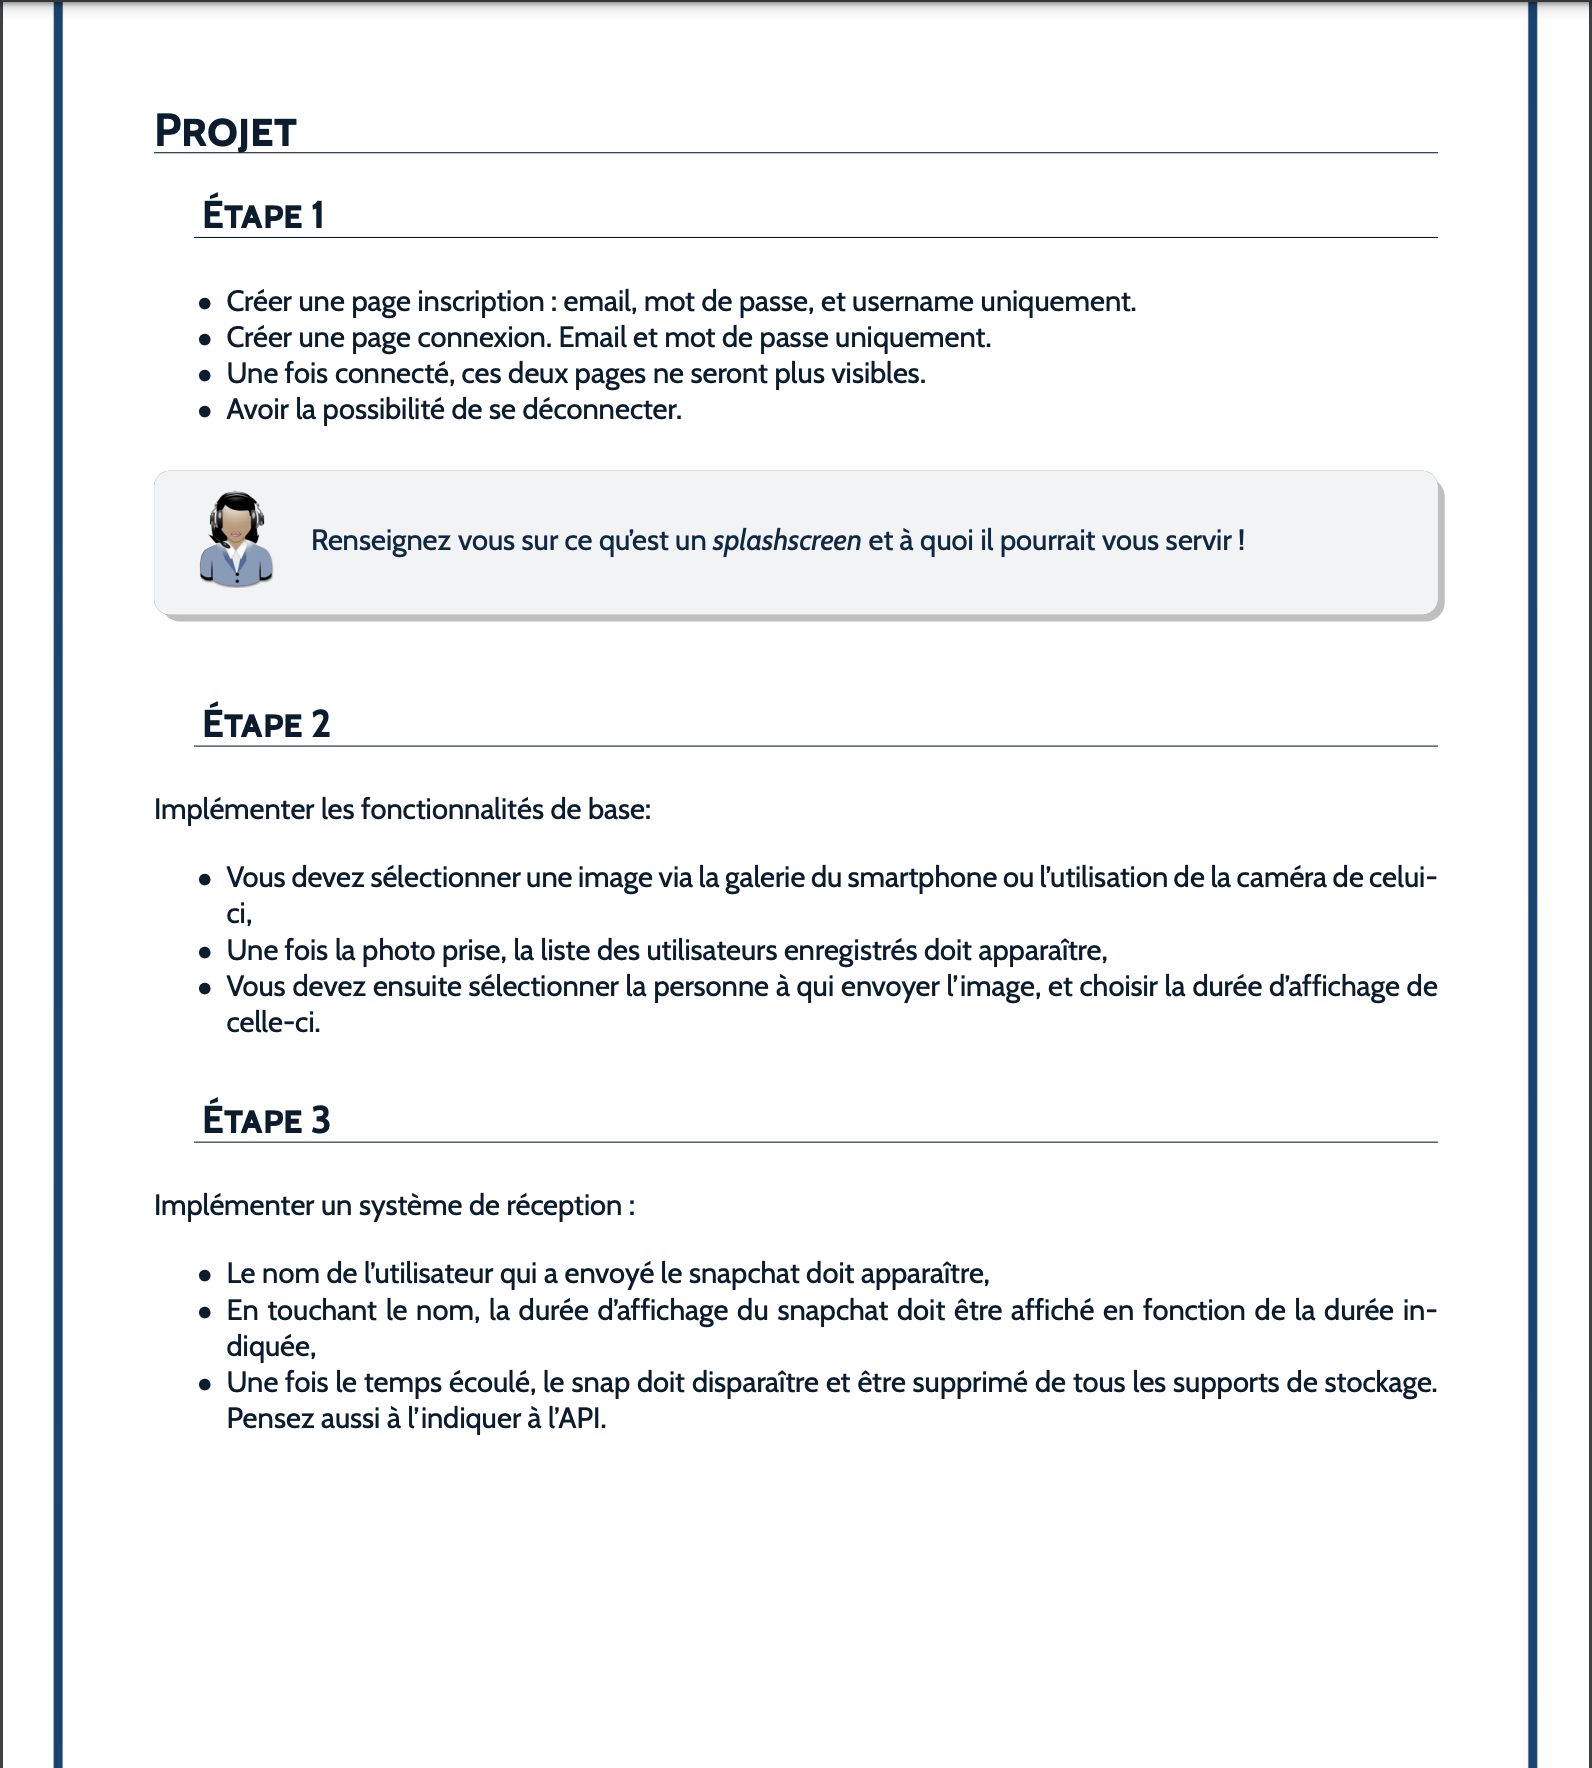 PROJET
ÉTAPE 1
• Créer une page inscription : email, mot de passe, et username uniquement.
• Créer une page connexion. Email et mot de passe uniquement.
• Une fois connecté, ces deux pages ne seront plus visibles.
• Avoir la possibilité de se déconnecter.
Renseignez vous sur ce qu’est un splashscreen et à quoi il pourrait vous servir !
ÉTAPE 2
Implémenter les fonctionnalités de base:
• Vous devez sélectionner une image via la galerie du smartphone ou l’utilisation de la caméra de celui-
ci,
• Une fois la photo prise, la liste des utilisateurs enregistrés doit apparaître,
• Vous devez ensuite sélectionner la personne à qui envoyer l’image, et choisir la durée d’affichage de
celle-ci.
ÉTAPE 3
Implémenter un système de réception :
• Le nom de l’utilisateur qui a envoyé le snapchat doit apparaître,
• En touchant le nom, la durée d’affichage du snapchat doit être affiché en fonction de la durée in-
diquée,
• Une fois le temps écoulé, le snap doit disparaître et être supprimé de tous les supports de stockage.
Pensez aussi à l’indiquer à l’API.